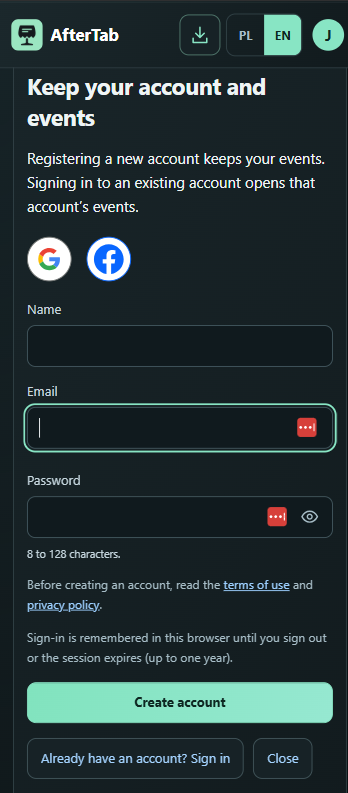 AfterTab
PL
EN
J
Keep your account and
events
Registering a new account keeps your events.
Signing in to an existing account opens that
account’s events.
Name
Email
Password
8 to 128 characters.
Before creating an account, read the terms of use and
privacy policy.
Sign-in is remembered in this browser until you sign out
or the session expires (up to one year).
Create account
Already have an account? Sign in
Close